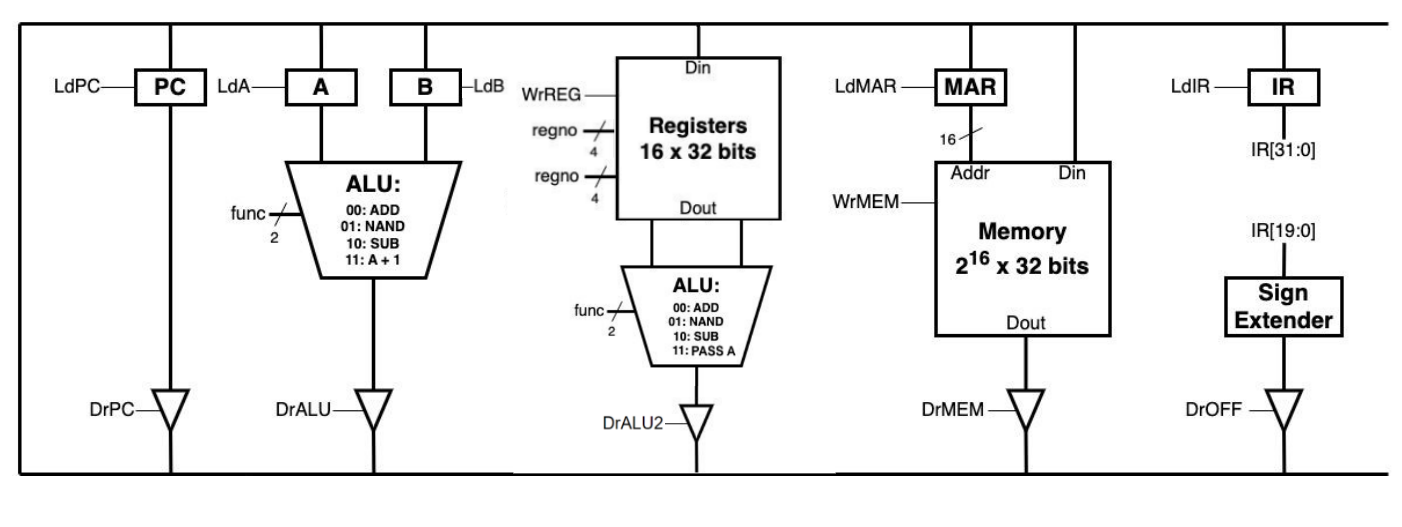 LdPC
PC
LdA
A
B
LdB
ALU:
00: ADD
01: NAND
10: SUB
11: A + 1
func
2
DrPC
DrALU
Din
WrREG
regno
4
regno
4
Registers
16 x 32 bits
Dout
ALU:
00: ADD
01: NAND
10: SUB
11: PASS A
func
2
DrALU2
LdMAR
MAR
16
Addr
Din
WrMEM
Memory
2^16 x 32 bits
Dout
DrMEM
LdIR
IR
IR[31:0]
IR[19:0]
Sign
Extender
DrOFF